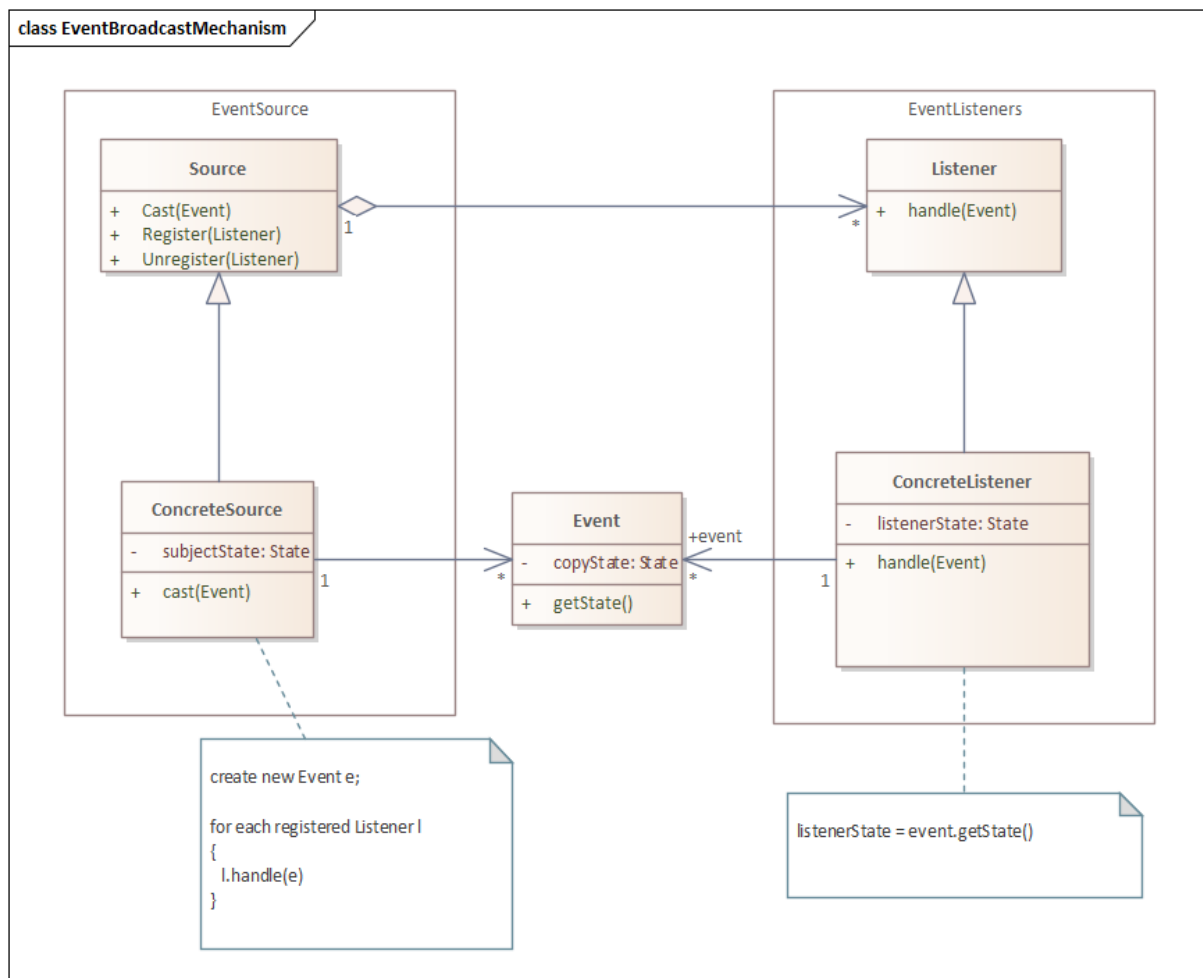 class EventBroadcastMechanism
EventSource
Source
+ Cast(Event)
+ Register(Listener)
+ Unregister(Listener)
1
*
EventListeners
Listener
+ handle(Event)
ConcreteSource
- subjectState: State
+ cast(Event)
1
*
Event
- copyState: State
+ getState()
+event
*
1
ConcreteListener
- listenerState: State
+ handle(Event)
create new Event e;
for each registered Listener l
{
l.handle(e)
}
listenerState = event.getState()